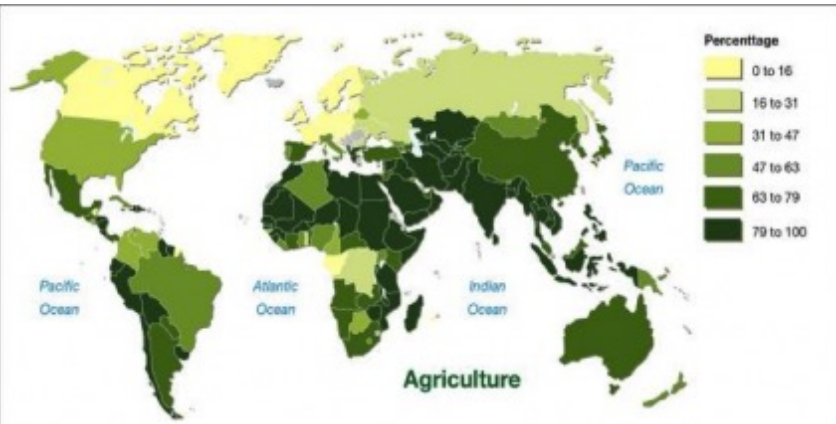 Percenttage
0 to 16
16 to 31
31 to 47
47 to 63
63 to 79
79 to 100
Pacific
Ocean
Pacific
Ocean
Atlantic
Ocean
Indian
Ocean
Agriculture